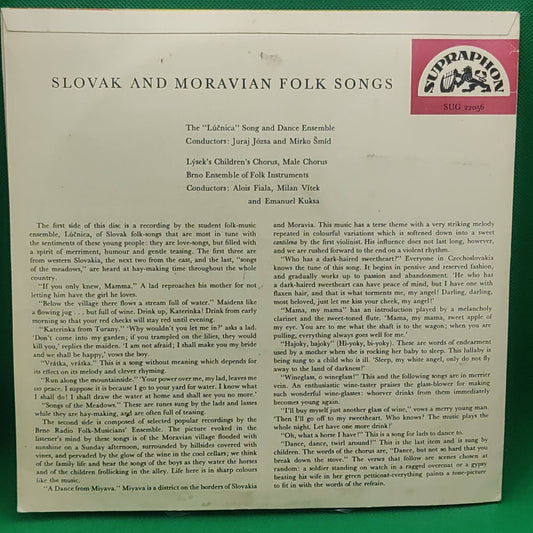 SUPRAPHON
SUG 22056
SLOVAK AND MORAVIAN FOLK SONGS
The "Lúčnica" Song and Dance Ensemble
Conductors: Juraj Józsa and Mirko Šmíd
Lýsek's Children's Chorus, Male Chorus
Brno Ensemble of Folk Instruments
Conductors: Alois Fiala, Milan Vítek
and Emanuel Kuksa
The first side of this disc is a recording by the student folk-music
ensemble, Lúčnica, of Slovak folk-songs that are most in tune with
the sentiments of these young people: they are love-songs, but filled with
a spirit of merriment, humour and gentle teasing. The first three are
from western Slovakia, the next two from the east, and the last, "songs
of the meadows," are heard at hay-making time throughout the whole
country.
"If you only knew, Mamma." A lad reproaches his mother for not
letting him have the girl he loves.
"Below the village there flows a stream full of water." Maidens like
a flowing jug . . . but full of wine. Drink up, Katerinka! Drink from early
morning so that your red checks will stay red until evening.
"Katerinka from Turany." 'Why wouldn't you let me in?' asks a lad.
'Don't come into my garden; if you trampled on the lilies, they would
kill you,' replies the maiden. 'I am not afraid; I shall make you my bride
and we shall be happy,' vows the boy.
"Vrátka, vrátka." This is a song without meaning which depends for
its effect on its melody and clever rhyming.
"Run along the mountainside." 'Your power over me, my lad, leaves me
no peace. I suppose it is because I go to your yard for water. I know what
I shall do! I shall draw the water at home and shall see you no more.'
"Songs of the Meadows." These are runes sung by the lads and lasses
while they are hay-making, and are often full of teasing.
The second side is composed of selected popular recordings by the
Brno Radio Folk-Musicians' Ensemble. The picture evoked in the
listener's mind by these songs is of the Moravian village flooded with
sunshine on a Sunday afternoon, surrounded by hillsides covered with
vines, and pervaded by the glow of the wine in the cool cellars; we think
of the family life and hear the songs of the boys as they water the horses
and of the children frollicking in the alley. Life here is in sharp colours
like the music.
"A Dance from Miyava." Miyava is a district on the borders of Slovakia
and Moravia. This music has a terse theme with a very striking melody
repeated in colourful variations which is softened down into a sweet
cantilena by the first violinist. His influence does not last long, however,
and we are rushed forward to the end on a violent rhythm.
"Who has a dark-haired sweetheart?" Everyone in Czechoslovakia
knows the tune of this song. It begins in pensive and reserved fashion,
and gradually works up to passion and abandonment. 'He who has
a dark-haired sweetheart can have peace of mind, but I have one with
flaxen hair, and that is what torments me, my angel! Darling, darling,
most beloved, just let me kiss your cheek, my angel!'
"Mama, my mama" has an introduction played by a melancholy
clarinet and the sweet-toned flute. 'Mama, my mama, sweet apple of
my eye. You are to me what the shaft is to the wagon; when you are
pulling, everything always goes well for me.'
"Hajoky, bajoky" (Hi-yoky, bi-yoky). These are words of endearment
used by a mother when she is rocking her baby to sleep. This lullaby is
being sung to a child who is ill. 'Sleep, my white angel, only do not fly
away to the land of darkness!'
"Wineglass, o wineglass!" This and the following songs are in merrier
vein. An enthusiastic wine-taster praises the glass-blower for making
such wonderful wine-glasses: whoever drinks from them immediately
becomes young again.
"I'll buy myself just another glass of wine," vows a merry young man.
'Then I'll go off to my sweetheart. Who knows! The music plays the
whole night. Let have one more drink!'
"Oh, what a horse I have!" This is a song for lads to dance to.
"Dance, dance, twirl around!" This is the last item and is sung by
children. The words of the chorus are, "Dance, but not so hard that you
break down the stove." The verses that follow are scenes chosen at
random: a soldier standing on watch in a ragged overcoat or a gypsy
beating his wife in her green petticoat-everything paints a tone-picture
to fit in with the words of the refrain.